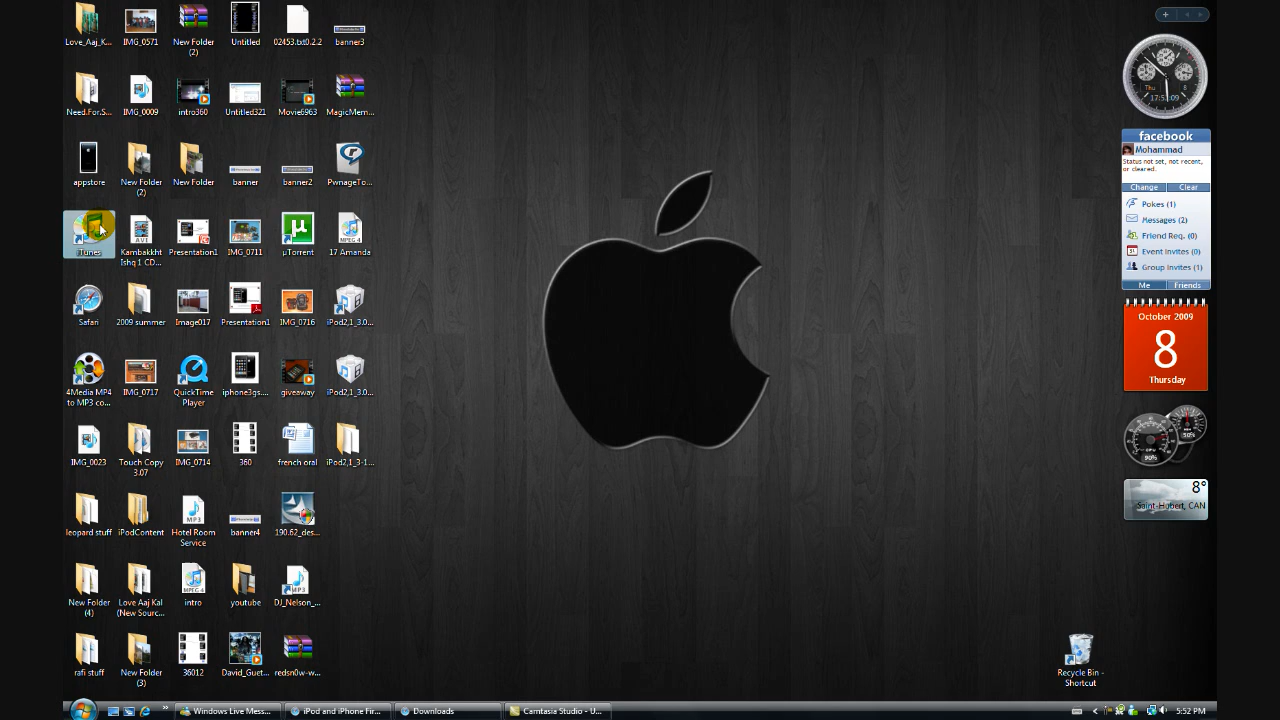 Love_Aaj_K...
IMG_0571
New Folder
(2)
Untitled
02453.txt0.2.2
banner3
Need.For.S...
IMG_0009
intro360
Untitled321
Movie6963
MagicMem...
appstore
New Folder
(2)
New Folder
banner
banner2
PwnageTo...
iTunes
Kambakkht
Ishq 1 CD...
Presentation1
IMG_0711
µTorrent
17 Amanda
Safari
2009 summer
Image017
Presentation1
IMG_0716
iPod2,1_3.0...
4Media MP4
to MP3 co...
IMG_0717
QuickTime
Player
iphone3gs....
giveaway
iPod2,1_3.0...
IMG_0023
Touch Copy
3.07
IMG_0714
360
french oral
iPod2,1_3-1...
leopard stuff
iPodContent
Hotel Room
Service
banner4
190.62_des...
New Folder
(4)
Love Aaj Kal
(New Sourc...
intro
youtube
DJ_Nelson_...
rafi stuff
New Folder
(3)
36012
David_Guet...
redsn0w-w...
Thu 8
facebook
Mohammad
Status not set, not recent,
or cleared.
Change Clear
Pokes (1)
Messages (2)
Friend Req. (0)
Event Invites (0)
Group Invites (1)
Me Friends
October 2009
8
Thursday
50%
90%
8°
Saint-Hubert, CAN
Recycle Bin -
Shortcut
Windows Live Mess...
iPod and iPhone Fir...
Downloads
Camtasia Studio - U...
5:52 PM